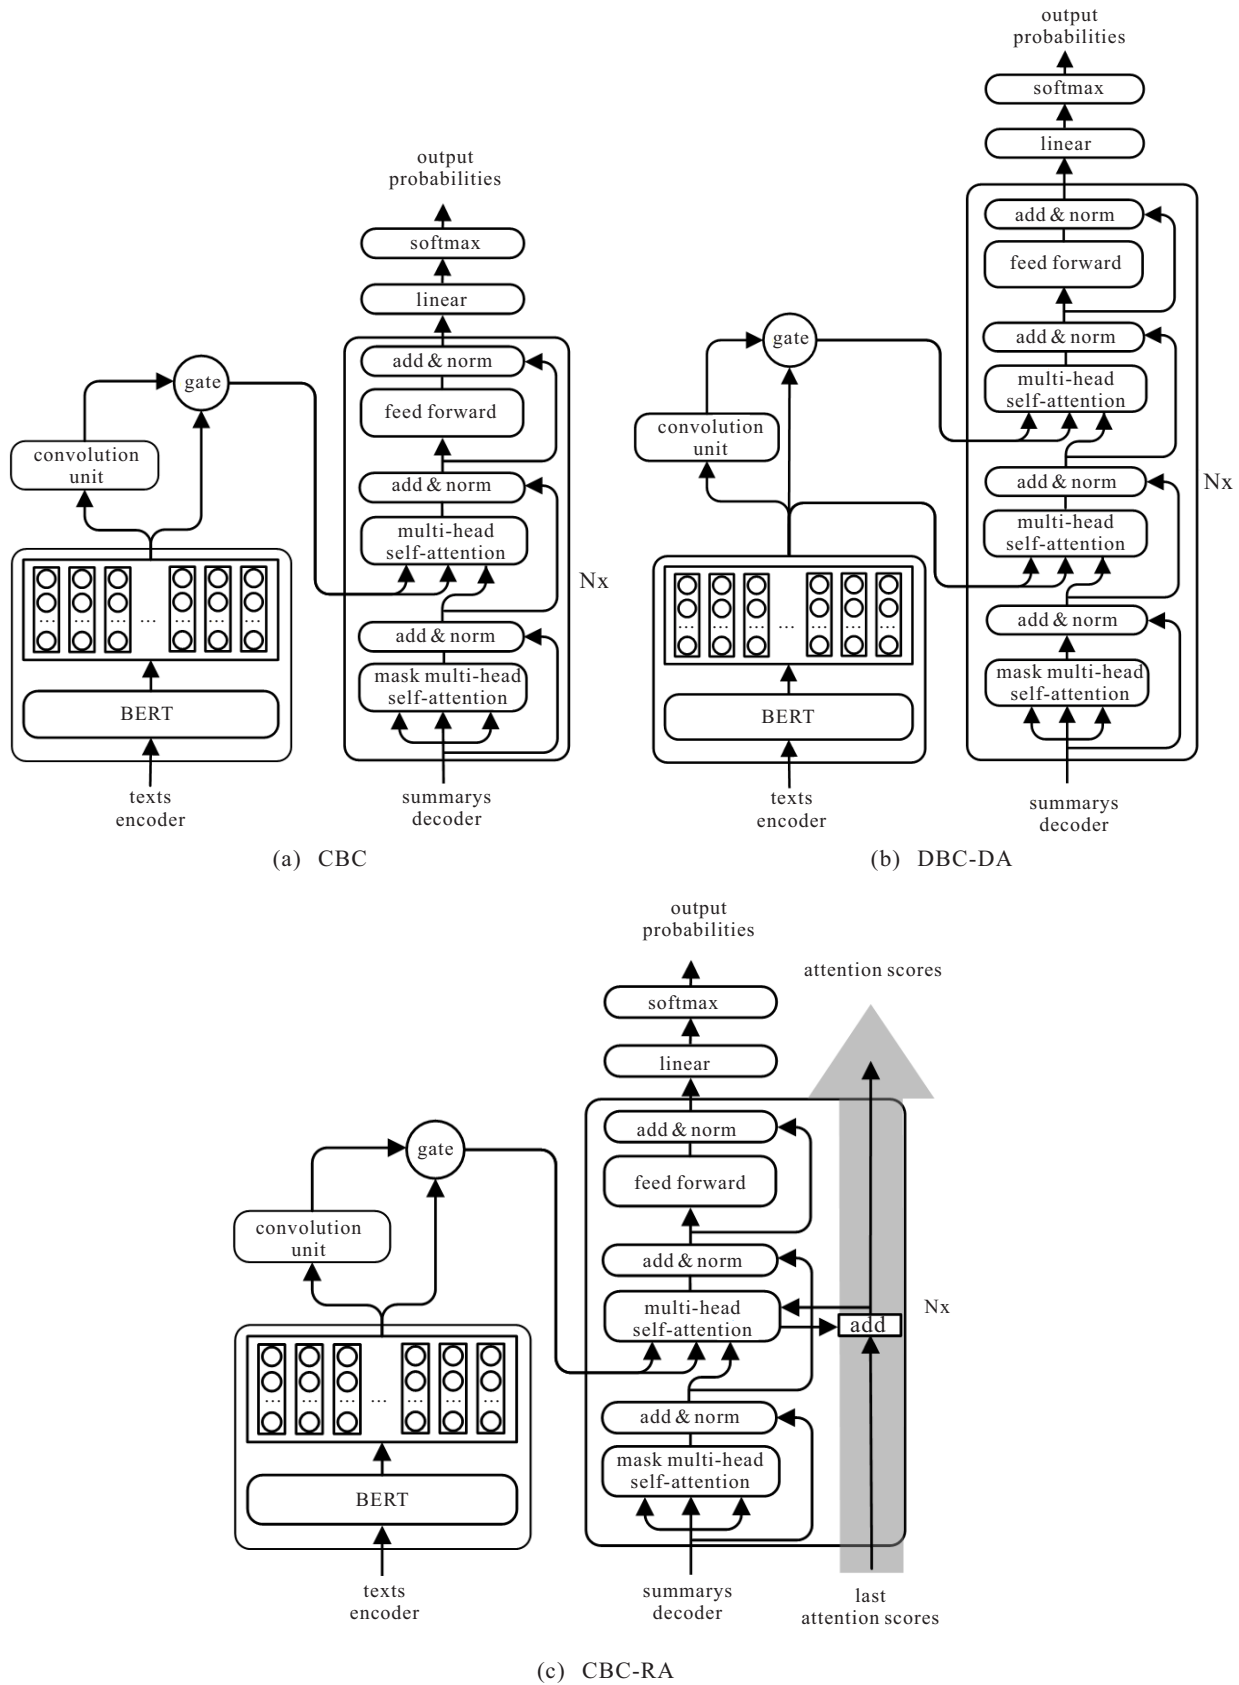 output
probabilities
softmax
linear
add & norm
feed forward
add & norm
multi-head
self-attention
add & norm
mask multi-head
self-attention
Nx
gate
convolution
unit
...
...
...
...
...
...
...
BERT
texts
encoder
summarys
decoder
(a) CBC
output
probabilities
softmax
linear
add & norm
feed forward
add & norm
multi-head
self-attention
add & norm
multi-head
self-attention
add & norm
mask multi-head
self-attention
Nx
gate
convolution
unit
...
...
...
...
...
...
...
BERT
texts
encoder
summarys
decoder
(b) DBC-DA
output
probabilities
attention scores
softmax
linear
add & norm
feed forward
add & norm
multi-head
self-attention
add
add & norm
mask multi-head
self-attention
Nx
gate
convolution
unit
...
...
...
...
...
...
...
BERT
texts
encoder
summarys
decoder
last
attention scores
(c) CBC-RA